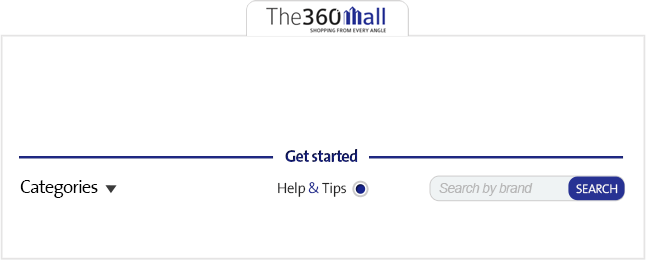 The360mall
SHOPPING FROM EVERY ANGLE
Get started
Categories
Help & Tips
Search by brand
SEARCH